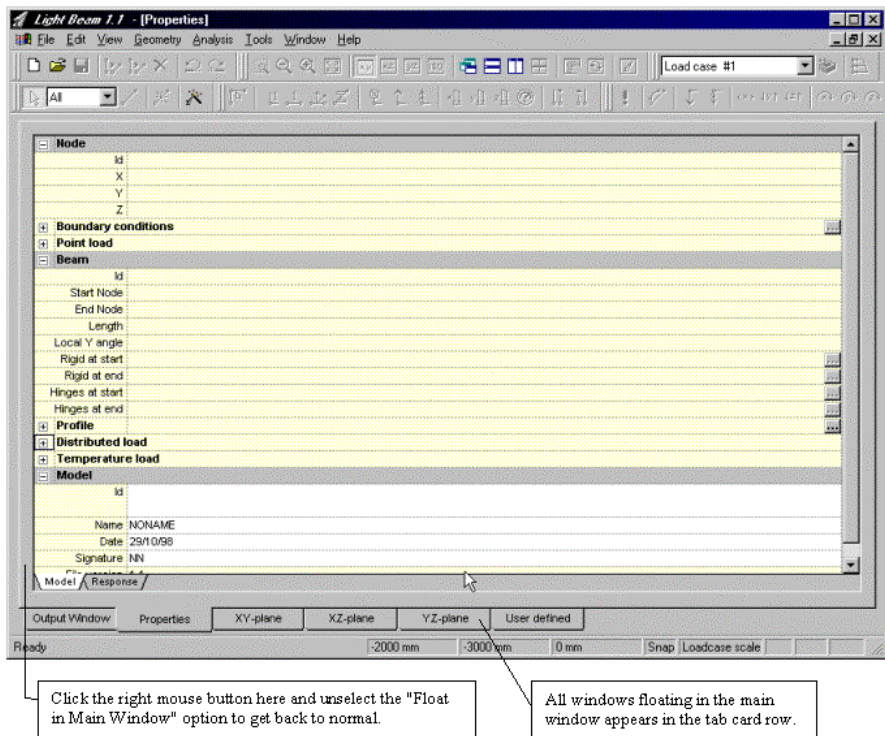 Light Beam 1.1 - [Properties]
File Edit View Geometry Analysis Tools Window Help
Load case #1
All
Node
Id
X
Y
Z
Boundary conditions
Point load
Beam
Id
Start Node
End Node
Length
Local Y angle
Rigid at start
Rigid at end
Hinges at start
Hinges at end
Profile
Distributed load
Temperature load
Model
Id
Name NONAME
Date 29/10/98
Signature NN
Model Response
Output Window Properties XY-plane XZ-plane YZ-plane User defined
Ready -2000 mm -3000 mm 0 mm Snap Loadcase scale
Click the right mouse button here and unselect the "Float
in Main Window" option to get back to normal.
All windows floating in the main
window appears in the tab card row.